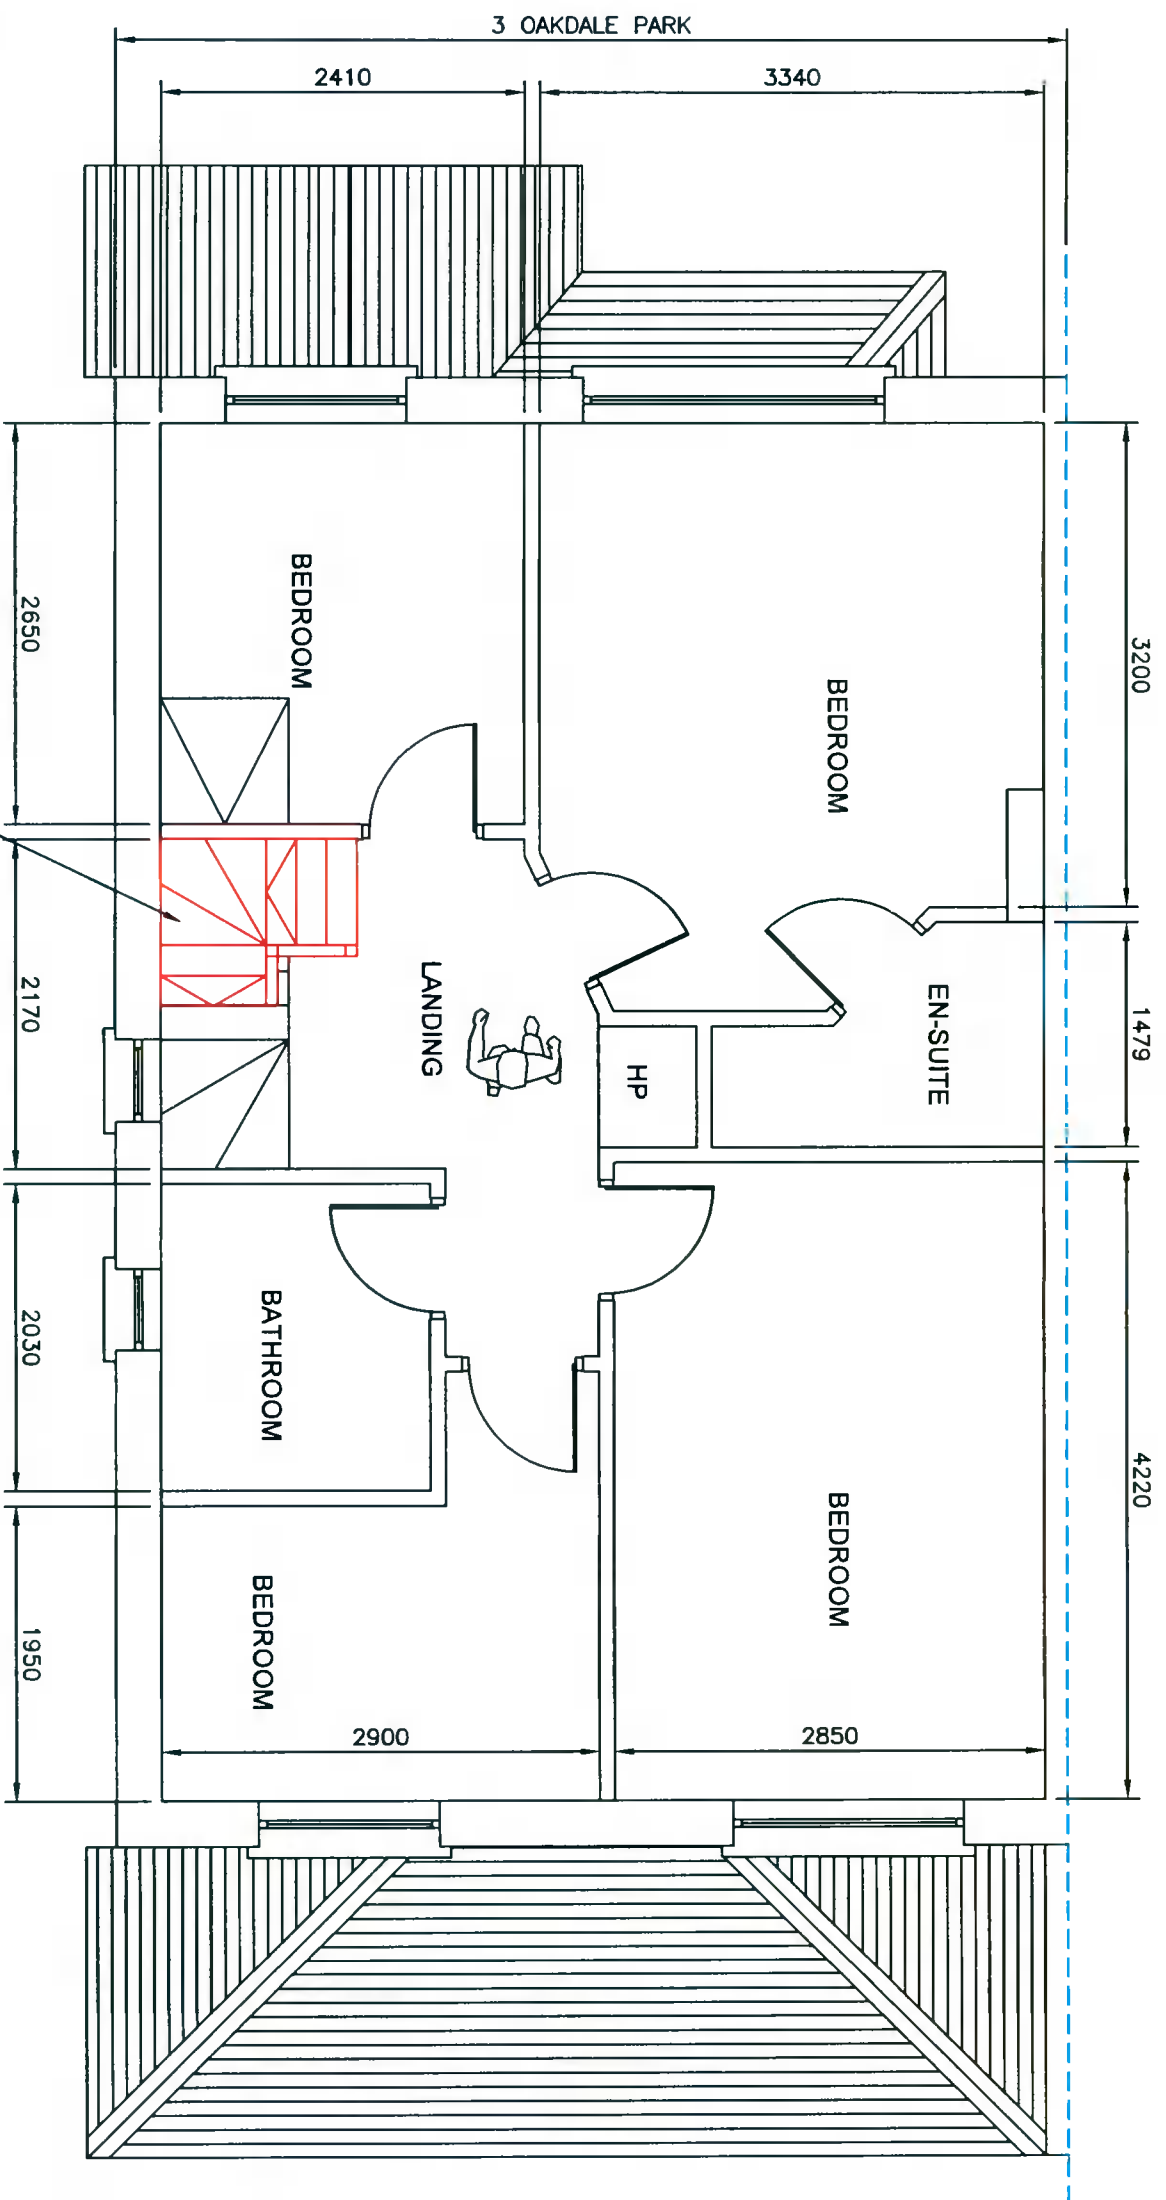 3 OAKDALE PARK
2410
3340
3200
1479
4220
BEDROOM
BEDROOM
EN-SUITE
HP
LANDING
BATHROOM
BEDROOM
BEDROOM
2900
2850
2650
2170
2030
1950